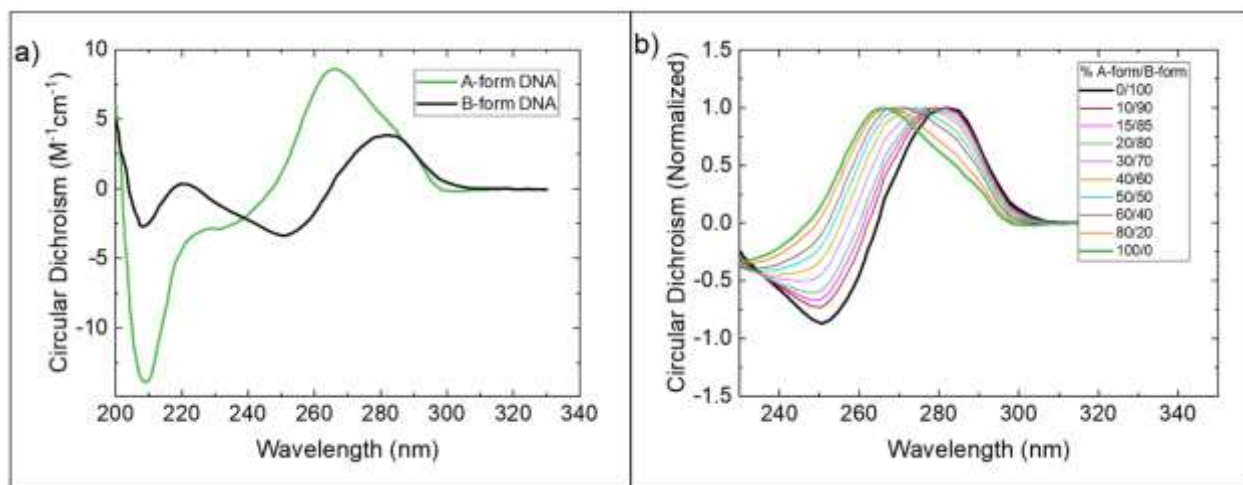 a)
10
5
0
-5
-10
200 220 240 260 280 300 320 340
Circular Dichroism (M⁻¹cm⁻¹)
Wavelength (nm)
A-form DNA
B-form DNA
b)
1.5
1.0
0.5
0.0
-0.5
-1.0
-1.5
240 260 280 300 320 340
Circular Dichroism (Normalized)
Wavelength (nm)
% A-form/B-form
0/100
10/90
15/85
20/80
30/70
40/60
50/50
60/40
80/20
100/0